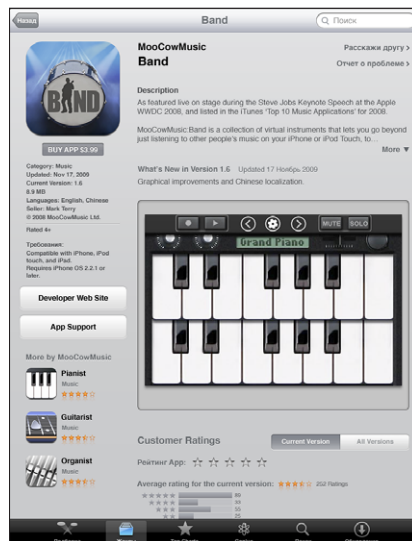 Назад
Band
Поиск
BAND
MooCowMusic
Band
Расскажи другу >
Отчет о проблеме >
Description
As featured live on stage during the Steve Jobs Keynote Speech at the Apple
WWDC 2008, and listed in the iTunes 'Top 10 Music Applications' for 2008.
MooCowMusic:Band is a collection of virtual instruments that lets you go beyond
just listening to other people's music on your iPhone or iPod Touch, to…
More ▼
BUY APP $3.99
Category: Music
Updated: Nov 17, 2009
Current Version: 1.6
8.9 MB
Languages: English, Chinese
Seller: Mark Terry
© 2008 MooCowMusic Ltd.
Rated 4+
Требования:
Compatible with iPhone, iPod
touch, and iPad.
Requires iPhone OS 2.2.1 or
later.
Developer Web Site
App Support
More by MooCowMusic
Pianist
Music
Guitarist
Music
Organist
Music
What's New in Version 1.6 Updated 17 Ноябрь 2009
Graphical improvements and Chinese localization.
Grand Piano
MUTE
SOLO
Customer Ratings
Current Version
All Versions
Рейтинг App:
Average rating for the current version:
Ratings